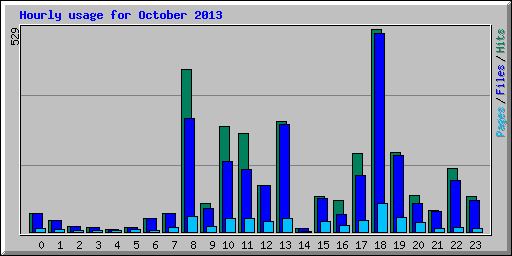 Hourly usage for October 2013
529
Pages / Files / Hits
0 1 2 3 4 5 6 7 8 9 10 11 12 13 14 15 16 17 18 19 20 21 22 23